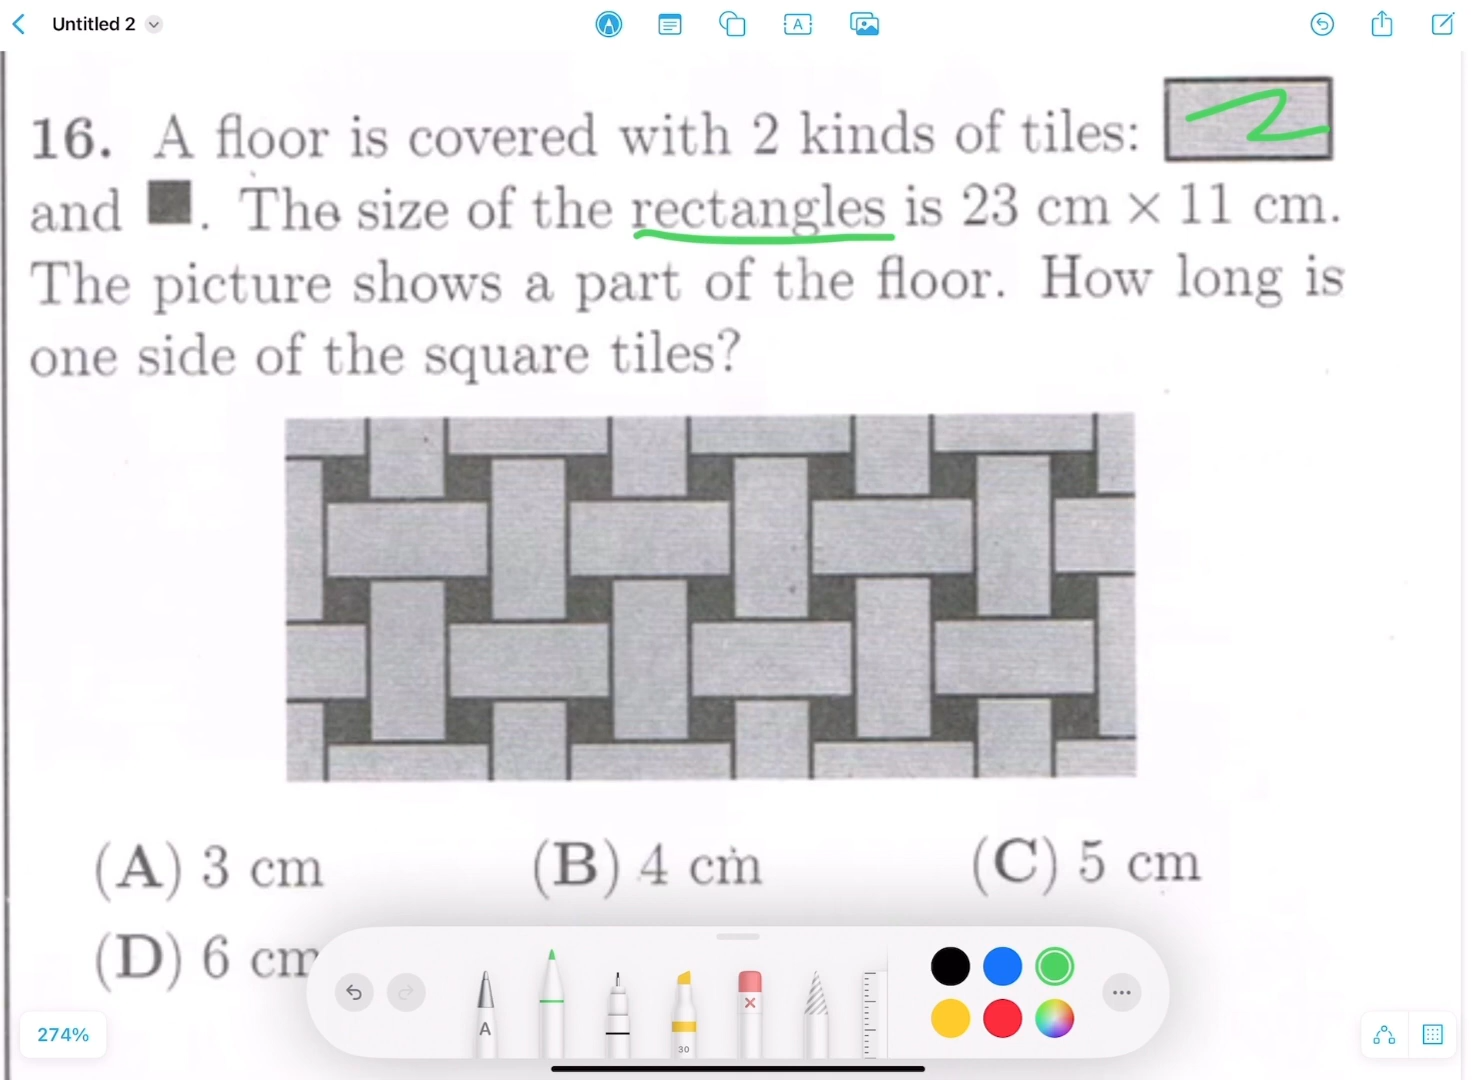 Untitled 2
16. A floor is covered with 2 kinds of tiles:
and . The size of the rectangles is 23 cm × 11 cm.
The picture shows a part of the floor. How long is
one side of the square tiles?
(A) 3 cm (B) 4 cm (C) 5 cm
(D) 6 cm
A
30
274%